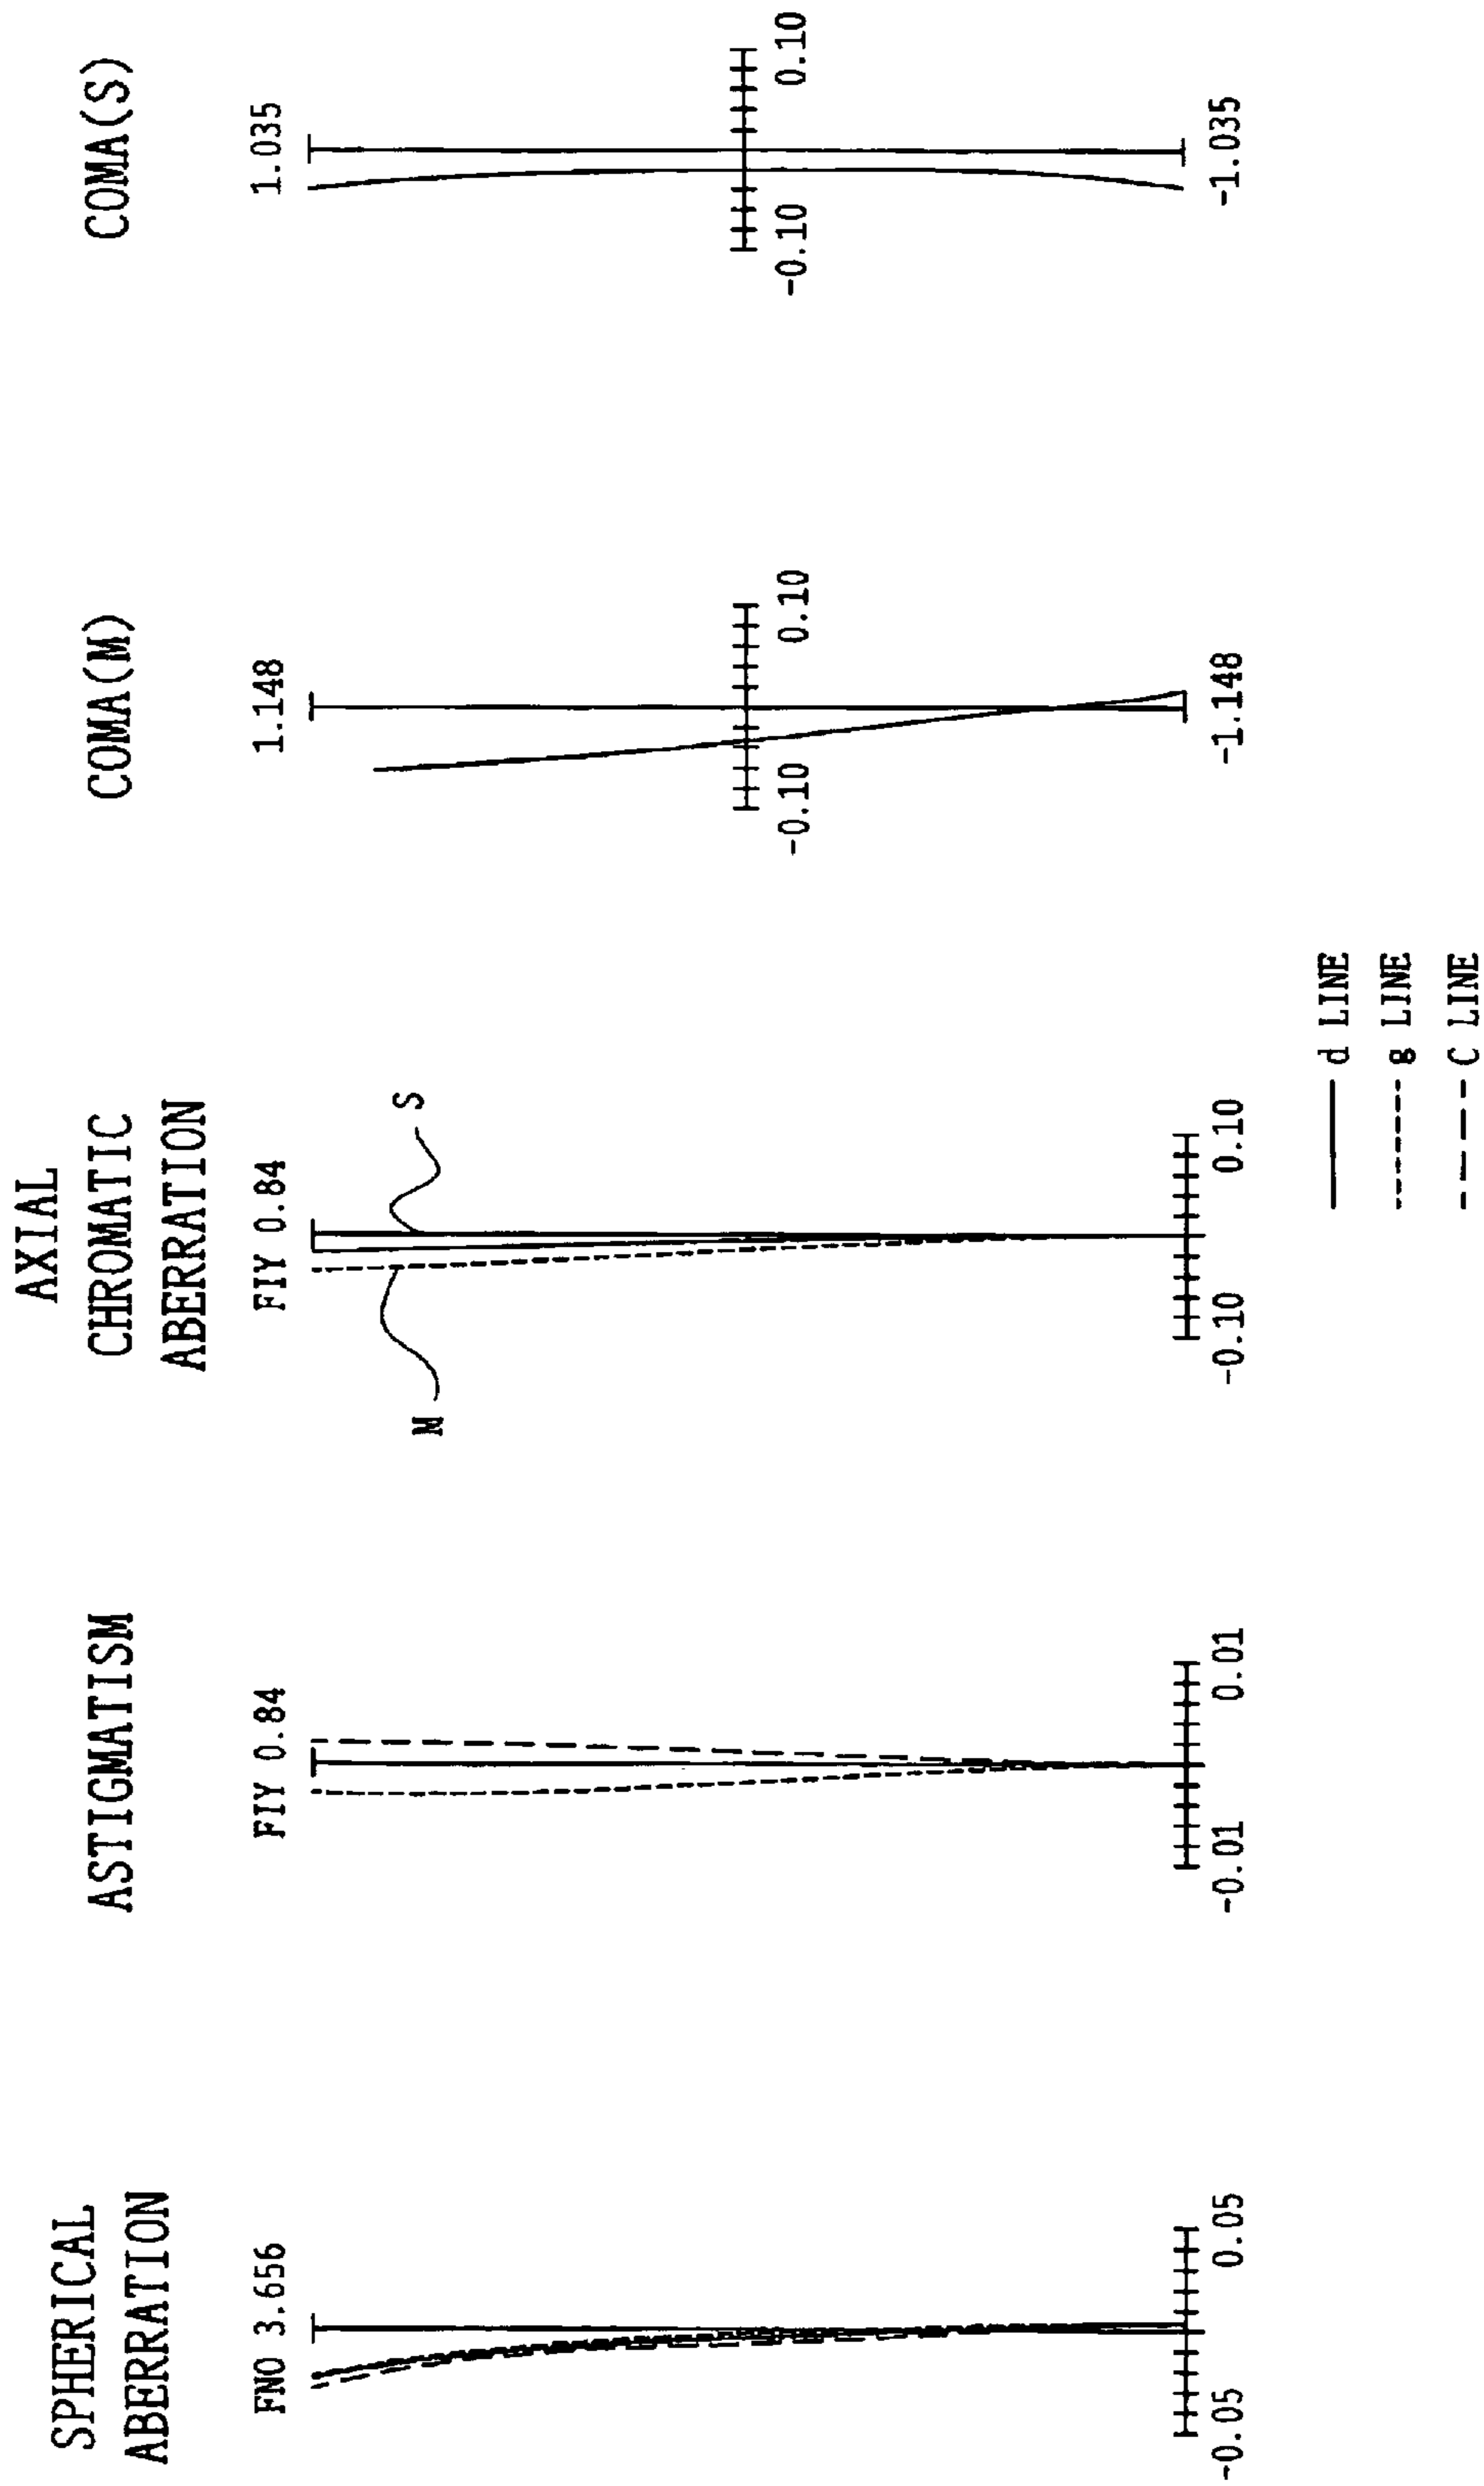 SPHERICAL
ABERRATION
FNO 3.656
-0.05
0.05
ASTIGMATISM
FIY 0.84
-0.01
0.01
AXIAL
CHROMATIC
ABERRATION
FIY 0.84
M
S
-0.10
0.10
COMA(M)
1.148
-0.10
0.10
-1.148
COMA(S)
1.035
-0.10
0.10
-1.035
d LINE
g LINE
C LINE